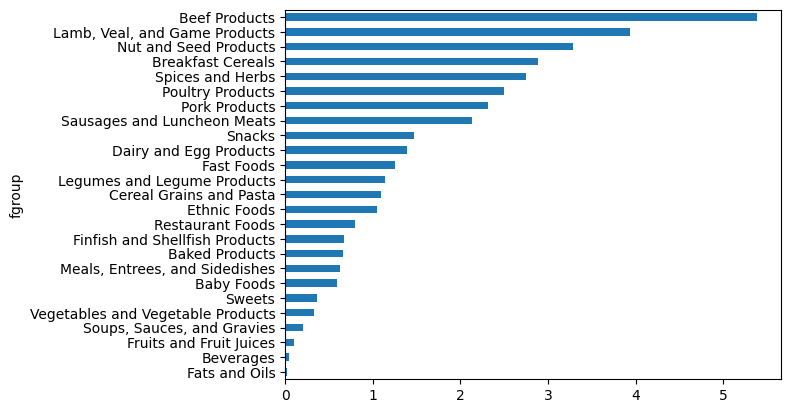 Beef Products
Lamb, Veal, and Game Products
Nut and Seed Products
Breakfast Cereals
Spices and Herbs
Poultry Products
Pork Products
Sausages and Luncheon Meats
Snacks
Dairy and Egg Products
Fast Foods
Legumes and Legume Products
Cereal Grains and Pasta
Ethnic Foods
Restaurant Foods
Finfish and Shellfish Products
Baked Products
Meals, Entrees, and Sidedishes
Baby Foods
Sweets
Vegetables and Vegetable Products
Soups, Sauces, and Gravies
Fruits and Fruit Juices
Beverages
Fats and Oils
fgroup
0 1 2 3 4 5